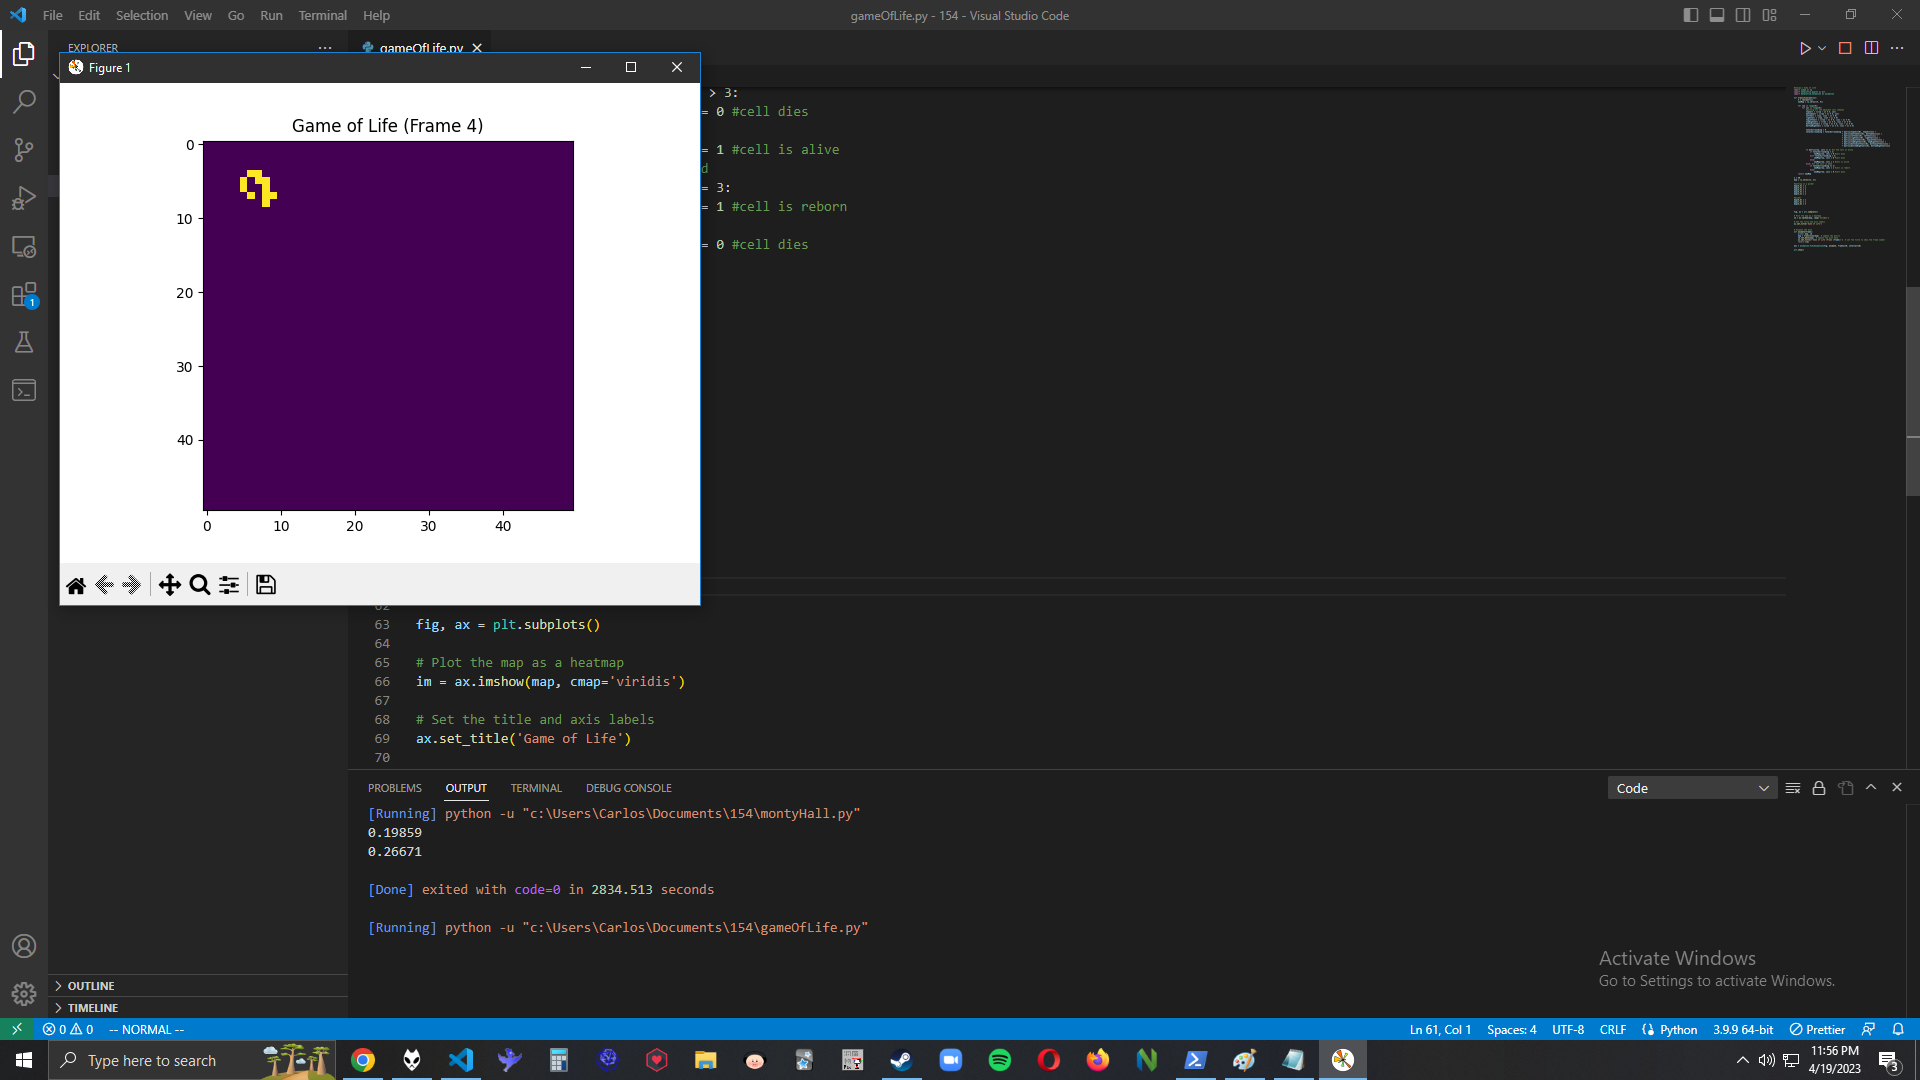 File Edit Selection View Go Run Terminal Help
gameOfLife.py - 154 - Visual Studio Code
EXPLORER
gameOfLife.py
Figure 1
Game of Life (Frame 4)
0
10
20
30
40
0 10 20 30 40
> 3:
= 0 #cell dies
= 1 #cell is alive
d
= 3:
= 1 #cell is reborn
= 0 #cell dies
62
63 fig, ax = plt.subplots()
64
65 # Plot the map as a heatmap
66 im = ax.imshow(map, cmap='viridis')
67
68 # Set the title and axis labels
69 ax.set_title('Game of Life')
70
PROBLEMS OUTPUT TERMINAL DEBUG CONSOLE
Code
[Running] python -u "c:\Users\Carlos\Documents\154\montyHall.py"
0.19859
0.26671
[Done] exited with code=0 in 2834.513 seconds
[Running] python -u "c:\Users\Carlos\Documents\154\gameOfLife.py"
Activate Windows
Go to Settings to activate Windows.
OUTLINE
TIMELINE
1
0 0 -- NORMAL --
Ln 61, Col 1 Spaces: 4 UTF-8 CRLF Python 3.9.9 64-bit Prettier
Type here to search
11:56 PM
4/19/2023
3